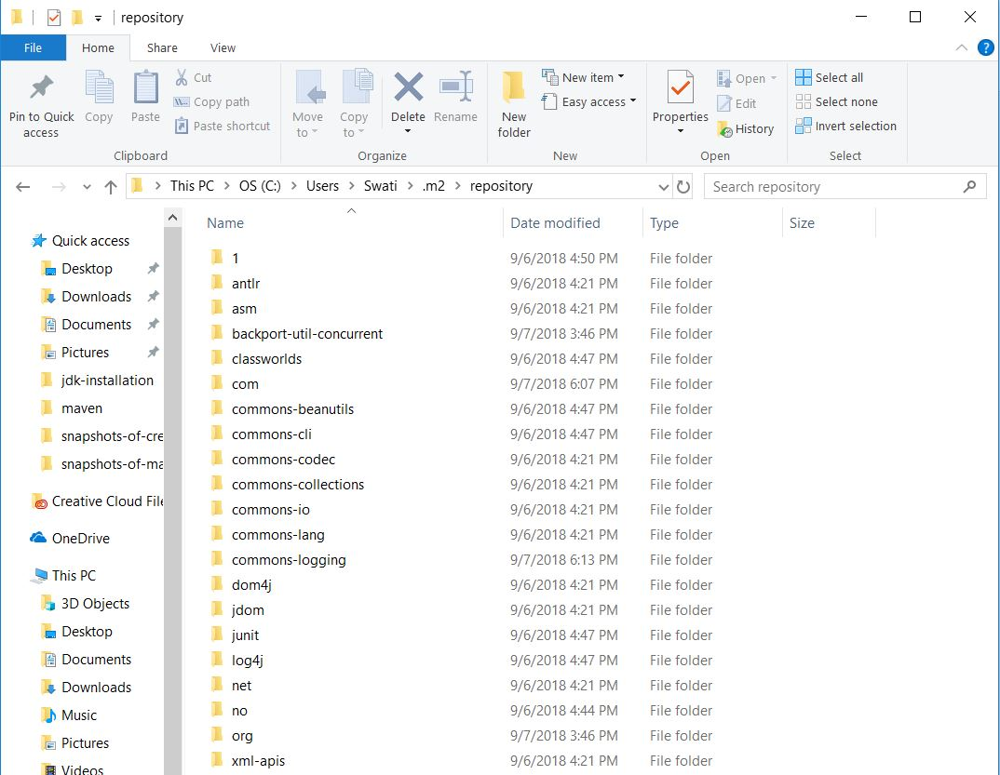 repository
File Home Share View
Pin to Quick access
Copy
Paste
Cut
Copy path
Paste shortcut
Clipboard
Move to
Copy to
Delete
Rename
Organize
New folder
New item
Easy access
New
Properties
Open
Edit
History
Open
Select all
Select none
Invert selection
Select
This PC > OS (C:) > Users > Swati > .m2 > repository
Search repository
Quick access
Desktop
Downloads
Documents
Pictures
jdk-installation
maven
snapshots-of-cre
snapshots-of-ma
Creative Cloud File
OneDrive
This PC
3D Objects
Desktop
Documents
Downloads
Music
Pictures
Videos
Name Date modified Type Size
1 9/6/2018 4:50 PM File folder
antlr 9/6/2018 4:21 PM File folder
asm 9/6/2018 4:21 PM File folder
backport-util-concurrent 9/7/2018 3:46 PM File folder
classworlds 9/6/2018 4:47 PM File folder
com 9/7/2018 6:07 PM File folder
commons-beanutils 9/6/2018 4:47 PM File folder
commons-cli 9/6/2018 4:47 PM File folder
commons-codec 9/6/2018 4:21 PM File folder
commons-collections 9/6/2018 4:21 PM File folder
commons-io 9/6/2018 4:21 PM File folder
commons-lang 9/6/2018 4:21 PM File folder
commons-logging 9/7/2018 6:13 PM File folder
dom4j 9/6/2018 4:21 PM File folder
jdom 9/6/2018 4:21 PM File folder
junit 9/6/2018 4:47 PM File folder
log4j 9/6/2018 4:47 PM File folder
net 9/6/2018 4:21 PM File folder
no 9/6/2018 4:44 PM File folder
org 9/7/2018 3:46 PM File folder
xml-apis 9/6/2018 4:21 PM File folder